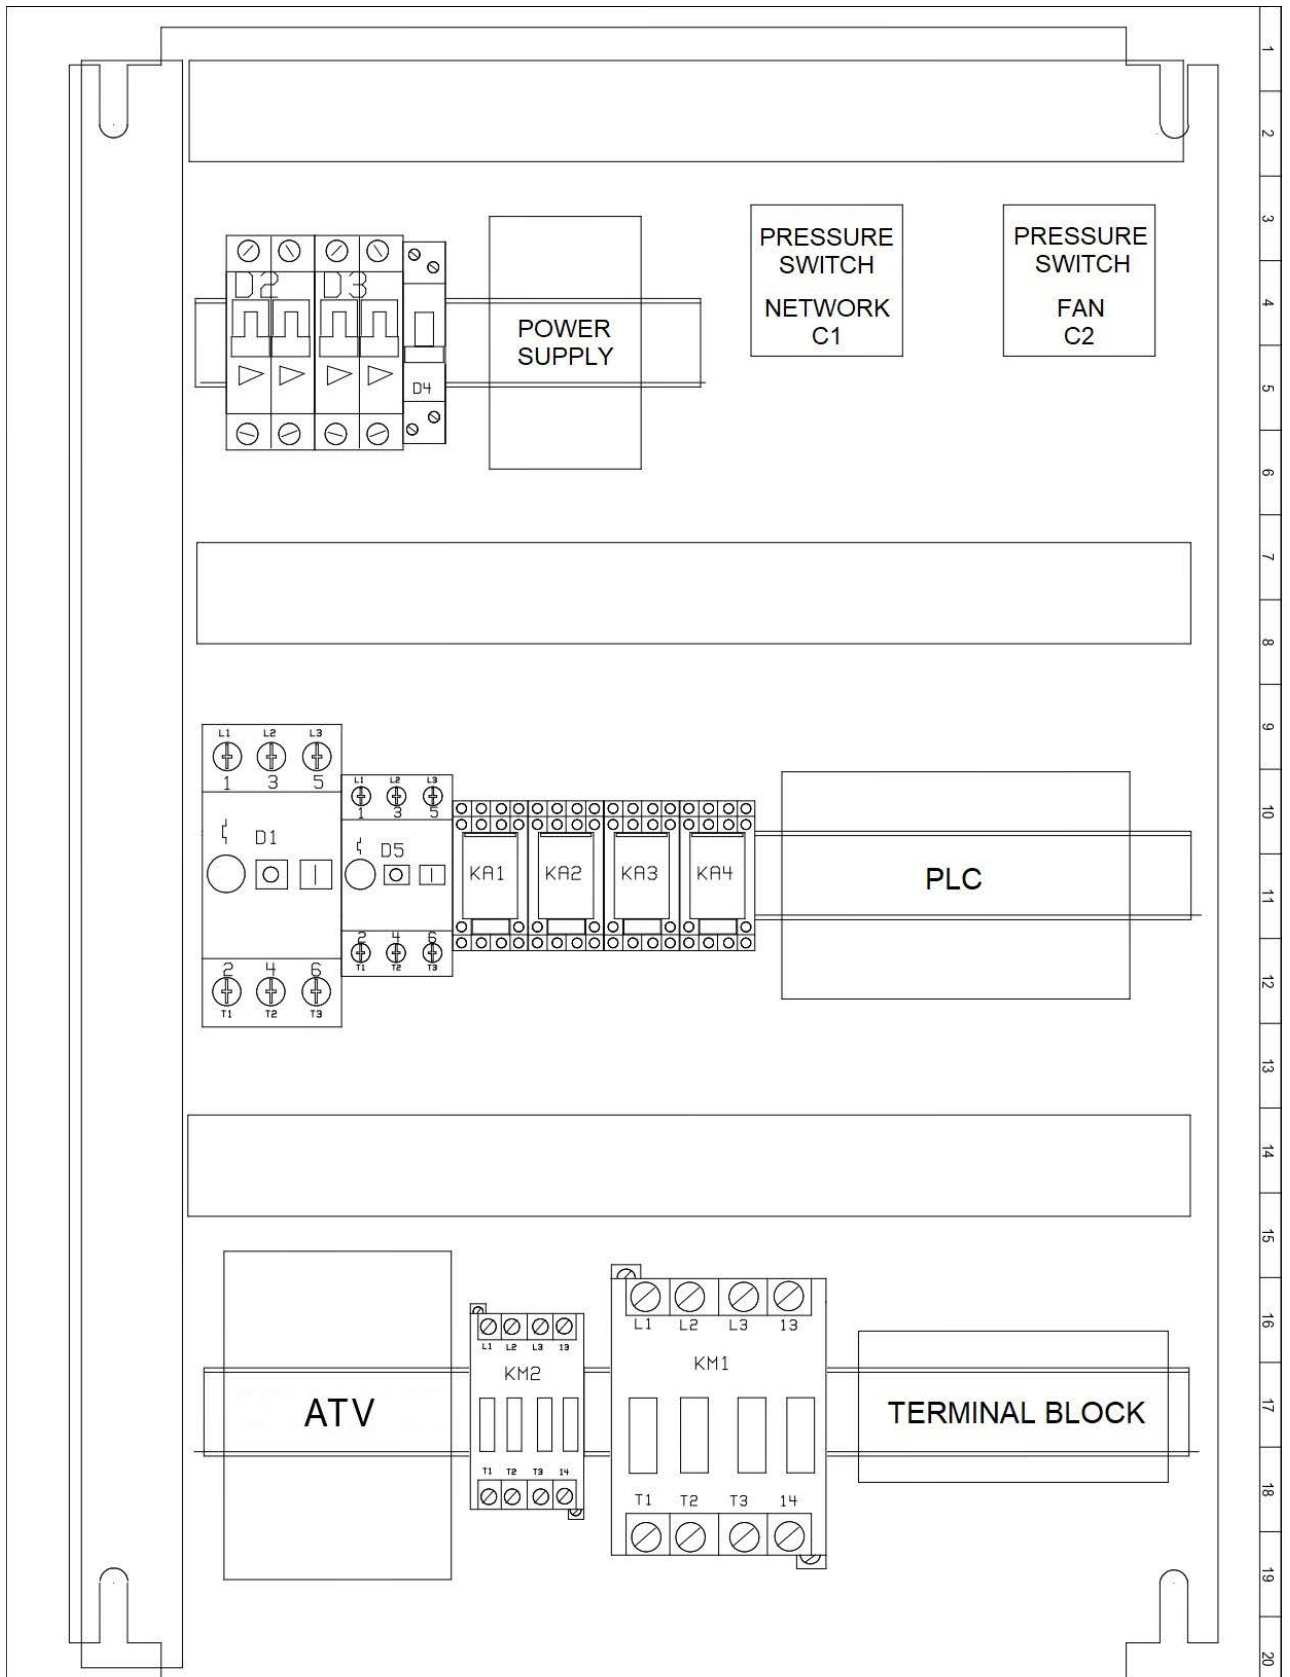 1
2
3
PRESSURE
SWITCH
NETWORK
C1
PRESSURE
SWITCH
FAN
C2
D2 D3
4
POWER
SUPPLY
D4
5
6
7
8
9
L1 L2 L3
1 3 5
L1 L2 L3
1 3 5
10
D1
D5
KA1 KA2 KA3 KA4
PLC
11
2 4 6
T1 T2 T3
2 4 6
T1 T2 T3
12
13
14
15
L1 L2 L3 13
16
L1 L2 L3 13
KM2
KM1
ATV
TERMINAL BLOCK
17
T1 T2 T3 14
T1 T2 T3 14
18
19
20